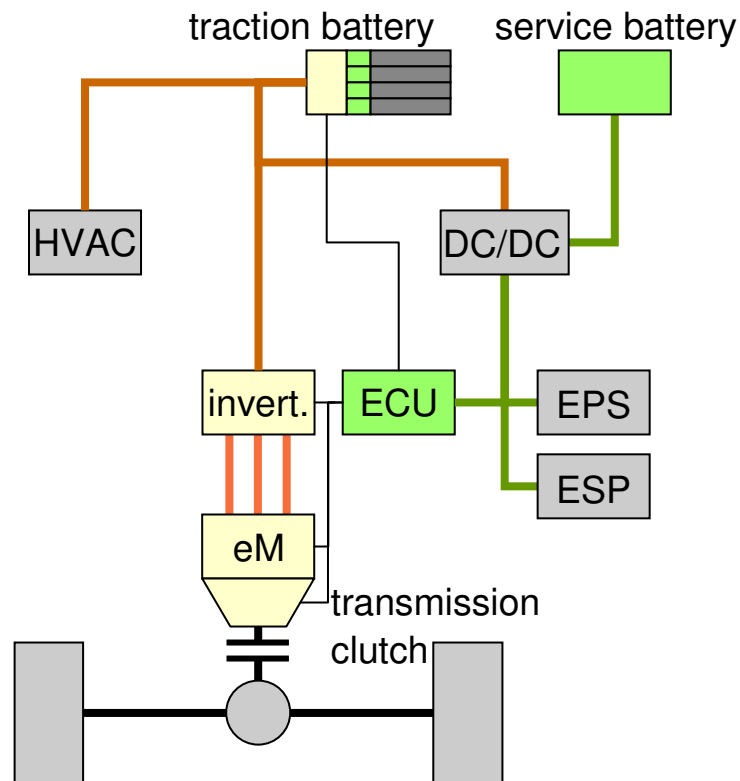 traction battery
service battery
HVAC
DC/DC
invert.
ECU
EPS
ESP
eM
transmission
clutch